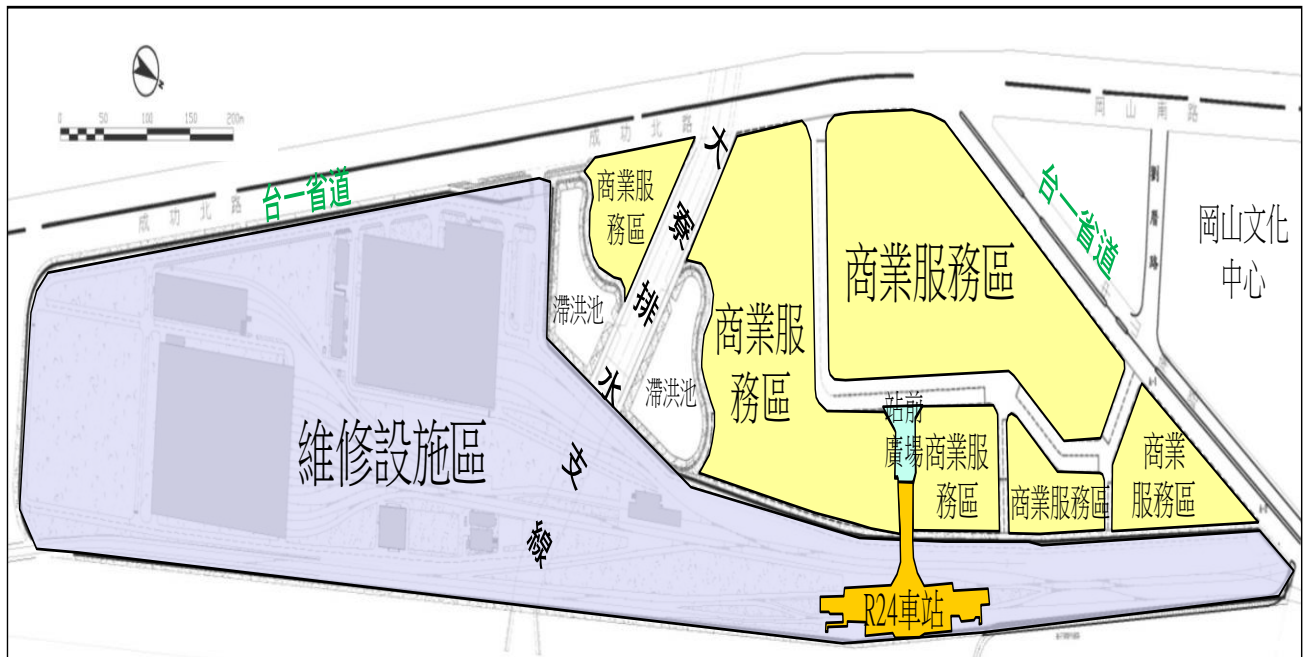 N
0 50 100 150 200m
岡山南路
成功北路
台一省道
成功北路
大寮排水支線
商業服
務區
滯洪池
滯洪池
商業服
務區
商業服務區
台一省道
劉厝路
岡山文化
中心
維修設施區
站前
廣場
商業服
務區
商業服務區
商業
服務區
R24車站